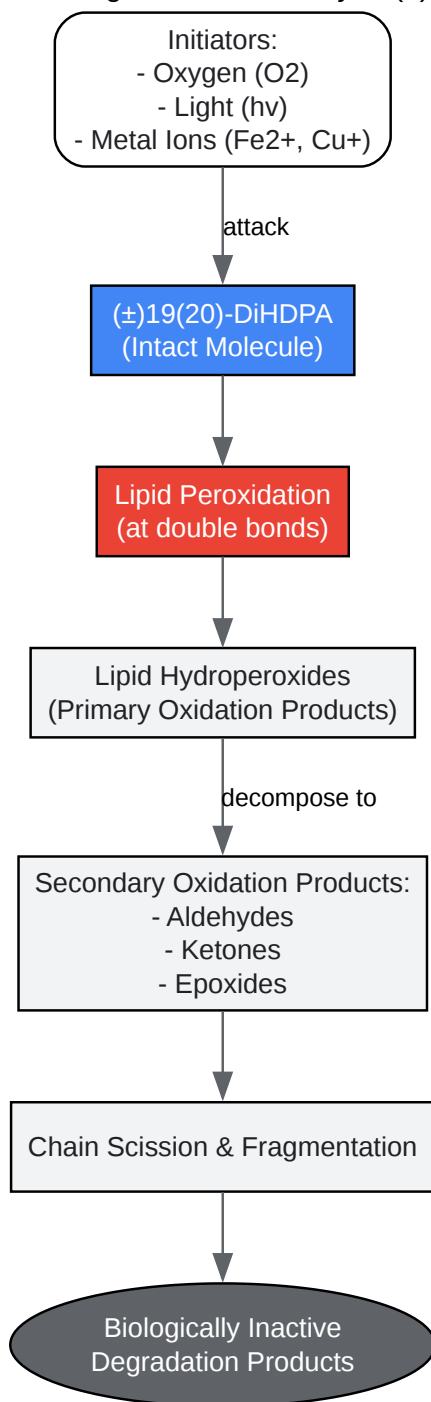 Initiators:
- Oxygen (O2)
- Light (hv)
- Metal Ions (Fe2+, Cu+)
attack
(±)19(20)-DiHDPA
(Intact Molecule)
Lipid Peroxidation
(at double bonds)
Lipid Hydroperoxides
(Primary Oxidation Products)
decompose to
Secondary Oxidation Products:
- Aldehydes
- Ketones
- Epoxides
Chain Scission & Fragmentation
Biologically Inactive
Degradation Products